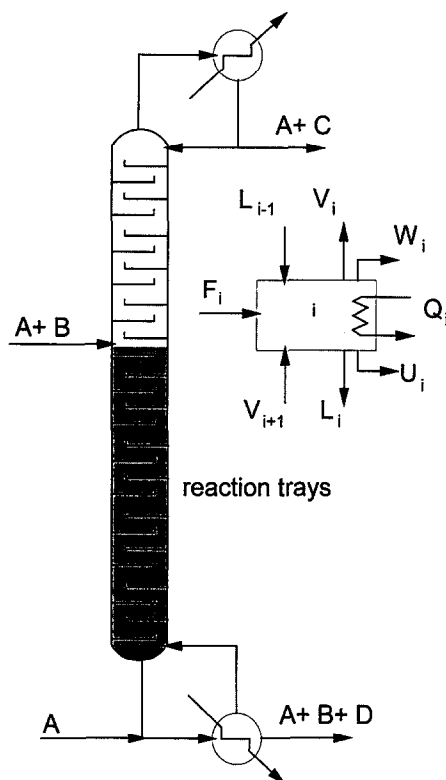 A+ C
L i-1
V i
W i
F i
i
Q i
A+ B
U i
V i+1
L i
reaction trays
A
A+ B+ D